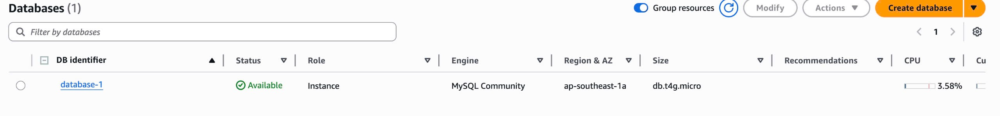 Databases (1)
Group resources
Modify
Actions
Create database
Filter by databases
1
DB identifier
Status
Role
Engine
Region & AZ
Size
Recommendations
CPU
Cu
database-1
Available
Instance
MySQL Community
ap-southeast-1a
db.t4g.micro
3.58%